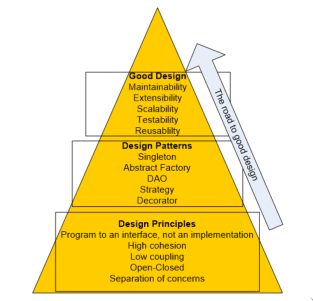 Good Design
Maintainability
Extensibility
Scalability
Testability
Reusablity
The road to good design
Design Patterns
Singleton
Abstract Factory
DAO
Strategy
Decorator
Design Principles
Program to an interface, not an implementation
High cohesion
Low coupling
Open-Closed
Separation of concerns